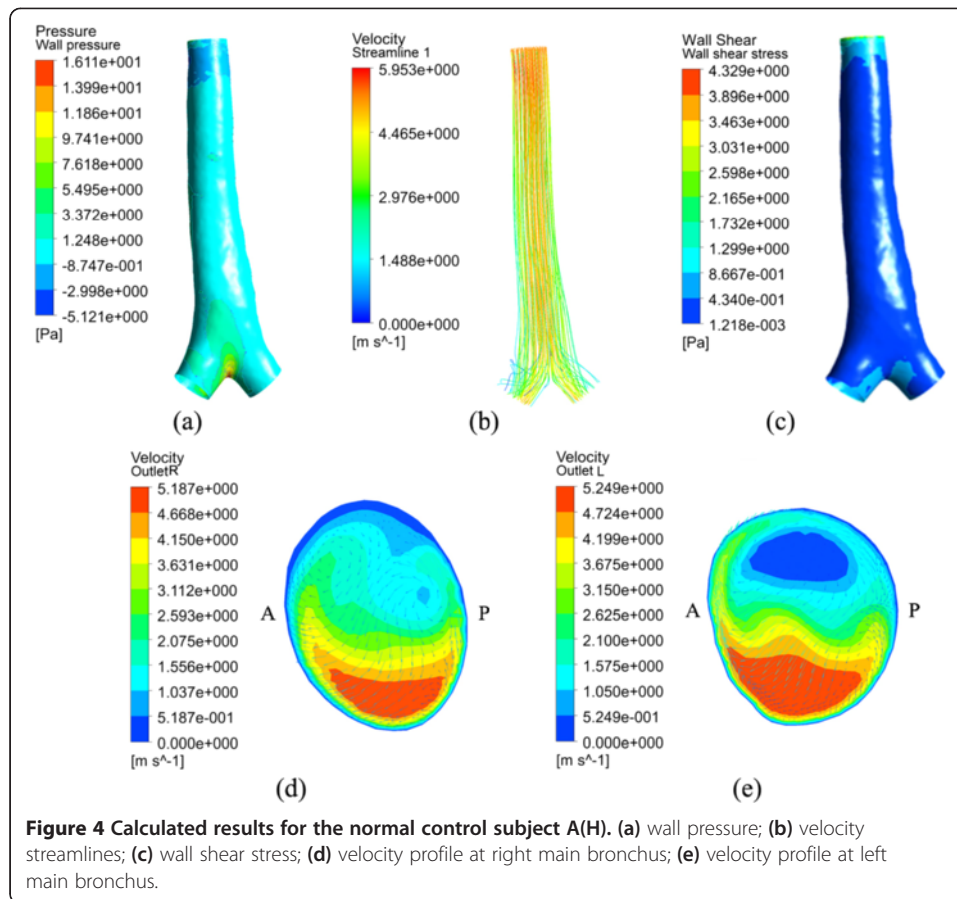 Pressure
Wall pressure
1.611e+001
1.399e+001
1.186e+001
9.741e+000
7.618e+000
5.495e+000
3.372e+000
1.248e+000
-8.747e-001
-2.998e+000
-5.121e+000
[Pa]
(a)
Velocity
Streamline 1
5.953e+000
4.465e+000
2.976e+000
1.488e+000
0.000e+000
[m s^-1]
(b)
Wall Shear
Wall shear stress
4.329e+000
3.896e+000
3.463e+000
3.031e+000
2.598e+000
2.165e+000
1.732e+000
1.299e+000
8.667e-001
4.340e-001
1.218e-003
[Pa]
(c)
Velocity
OutletR
5.187e+000
4.668e+000
4.150e+000
3.631e+000
3.112e+000
2.593e+000
2.075e+000
1.556e+000
1.037e+000
5.187e-001
0.000e+000
[m s^-1]
A
P
(d)
Velocity
Outlet L
5.249e+000
4.724e+000
4.199e+000
3.675e+000
3.150e+000
2.625e+000
2.100e+000
1.575e+000
1.050e+000
5.249e-001
0.000e+000
[m s^-1]
A
P
(e)
Figure 4 Calculated results for the normal control subject A(H). (a) wall pressure; (b) velocity
streamlines; (c) wall shear stress; (d) velocity profile at right main bronchus; (e) velocity profile at left
main bronchus.